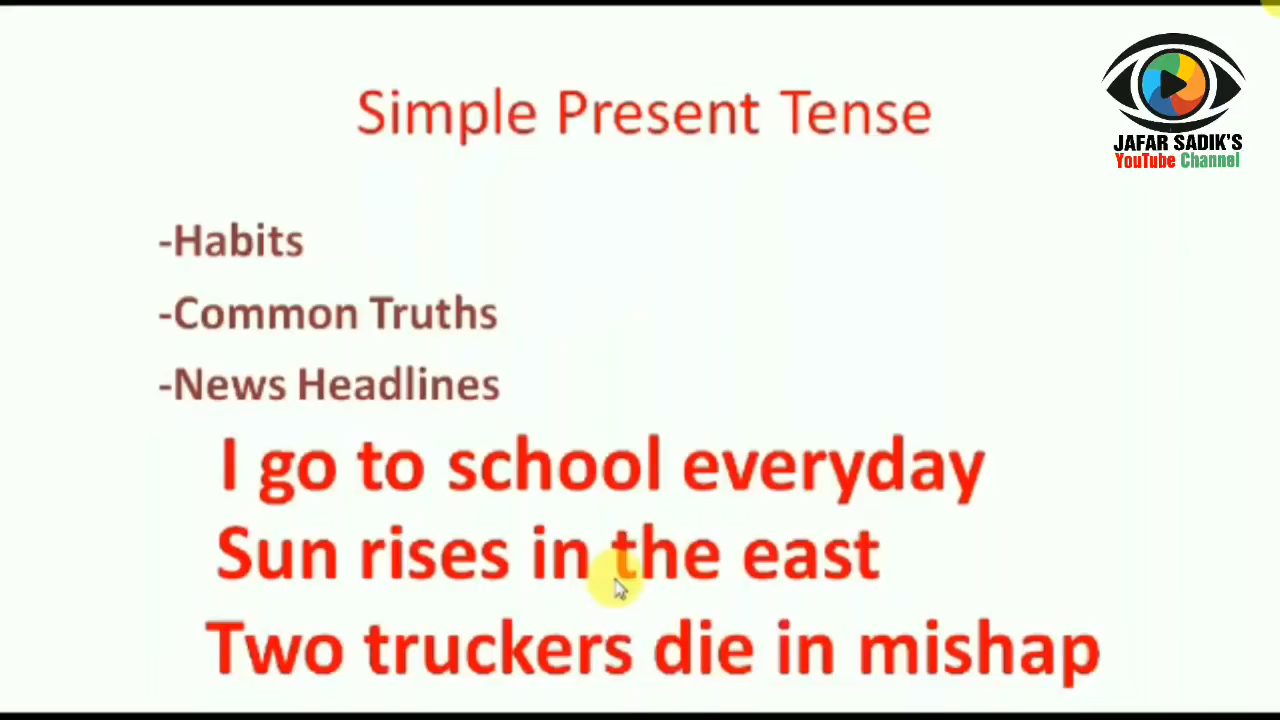 Simple Present Tense
JAFAR SADIK'S
YouTube Channel
-Habits
-Common Truths
-News Headlines
I go to school everyday
Sun rises in the east
Two truckers die in mishap